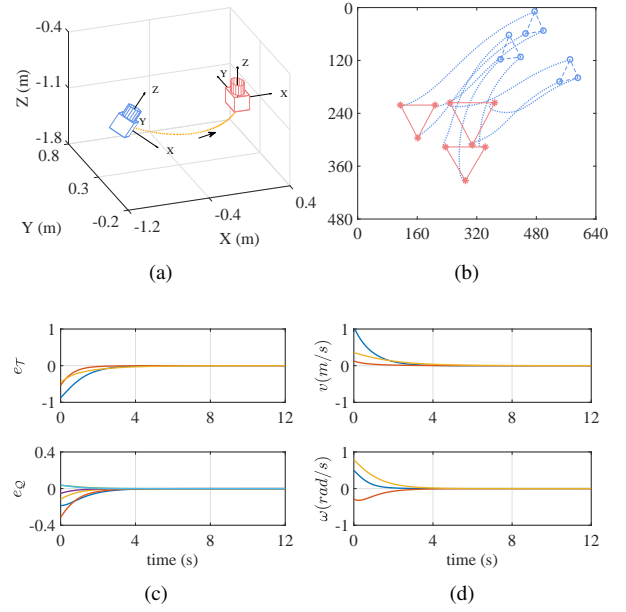 -0.4
-1.1
-1.8
Z (m)
0.8
0.3
-0.2
Y (m)
-1.2
-0.4
0.4
X (m)
Z
Y
X
Z
Y
X
(a)
0
120
240
360
480
0 160 320 480 640
(b)
1
0
-1
e_𝒯
0 4 8 12
0.4
0
-0.4
e_𝒬
0 4 8 12
time (s)
(c)
1
0
-1
v(m/s)
0 4 8 12
1
0
-1
ω(rad/s)
0 4 8 12
time (s)
(d)